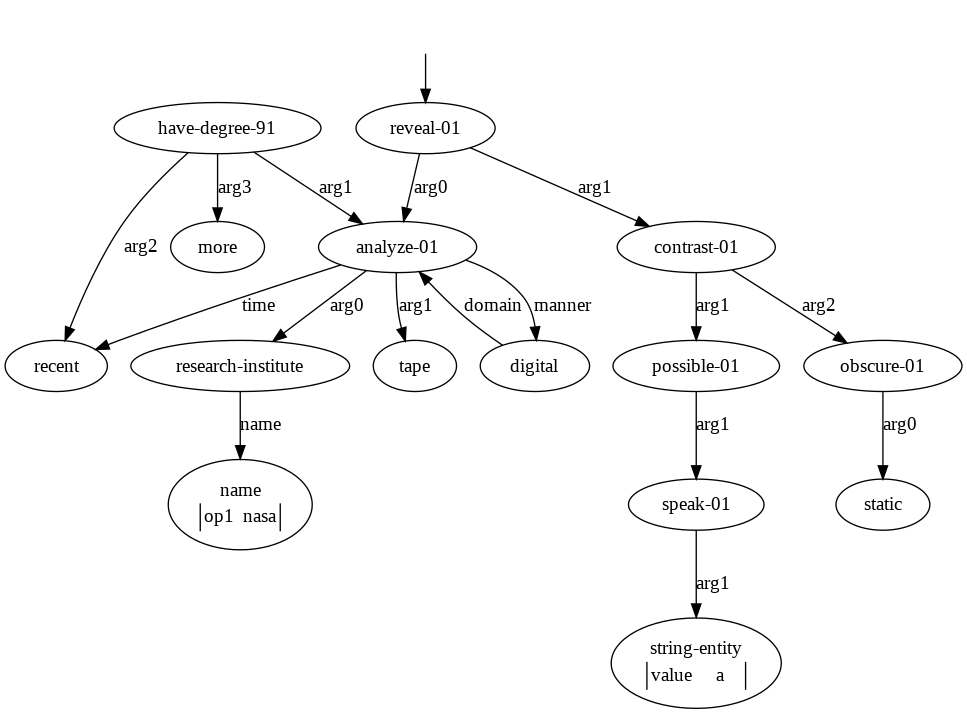 have-degree-91
reveal-01
arg3
arg1
arg0
arg1
arg2
more
analyze-01
contrast-01
time
arg0
arg1
domain
manner
arg1
arg2
recent
research-institute
tape
digital
possible-01
obscure-01
name
arg1
arg0
name
op1 nasa
speak-01
static
arg1
string-entity
value a